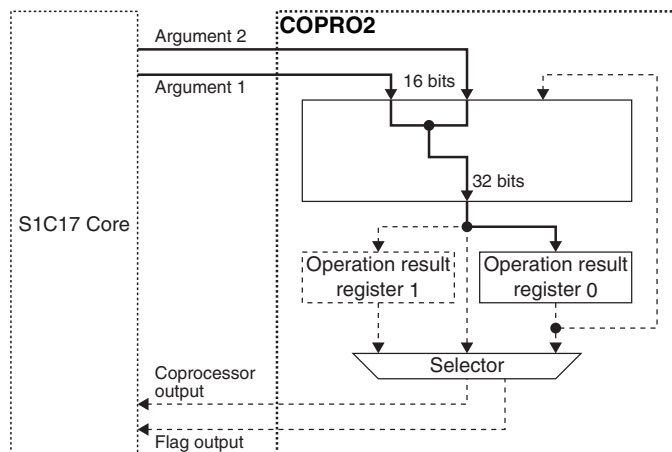 COPRO2
Argument 2
Argument 1
16 bits
32 bits
S1C17 Core
Operation result
register 1
Operation result
register 0
Selector
Coprocessor
output
Flag output